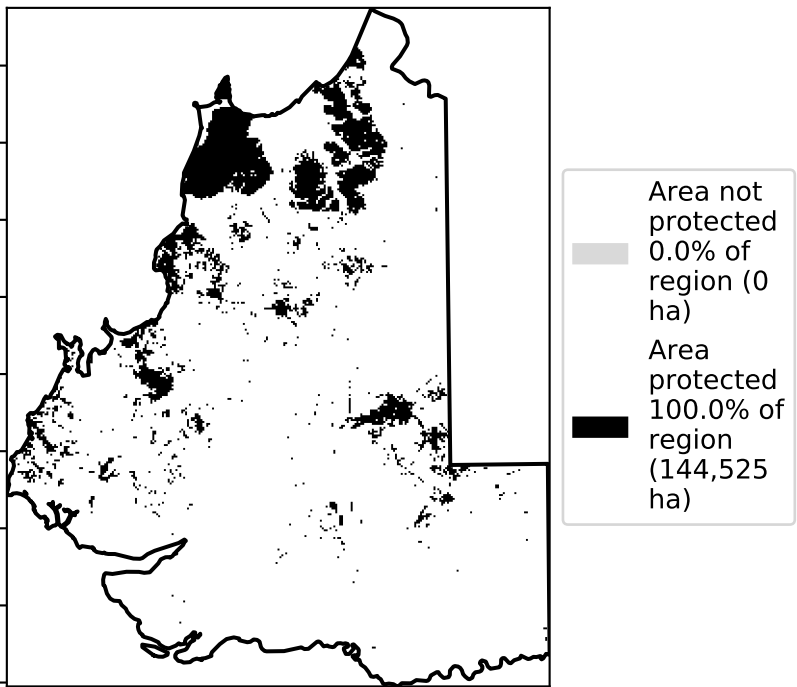 Area not
protected
0.0% of
region (0
ha)
Area
protected
100.0% of
region
(144,525
ha)